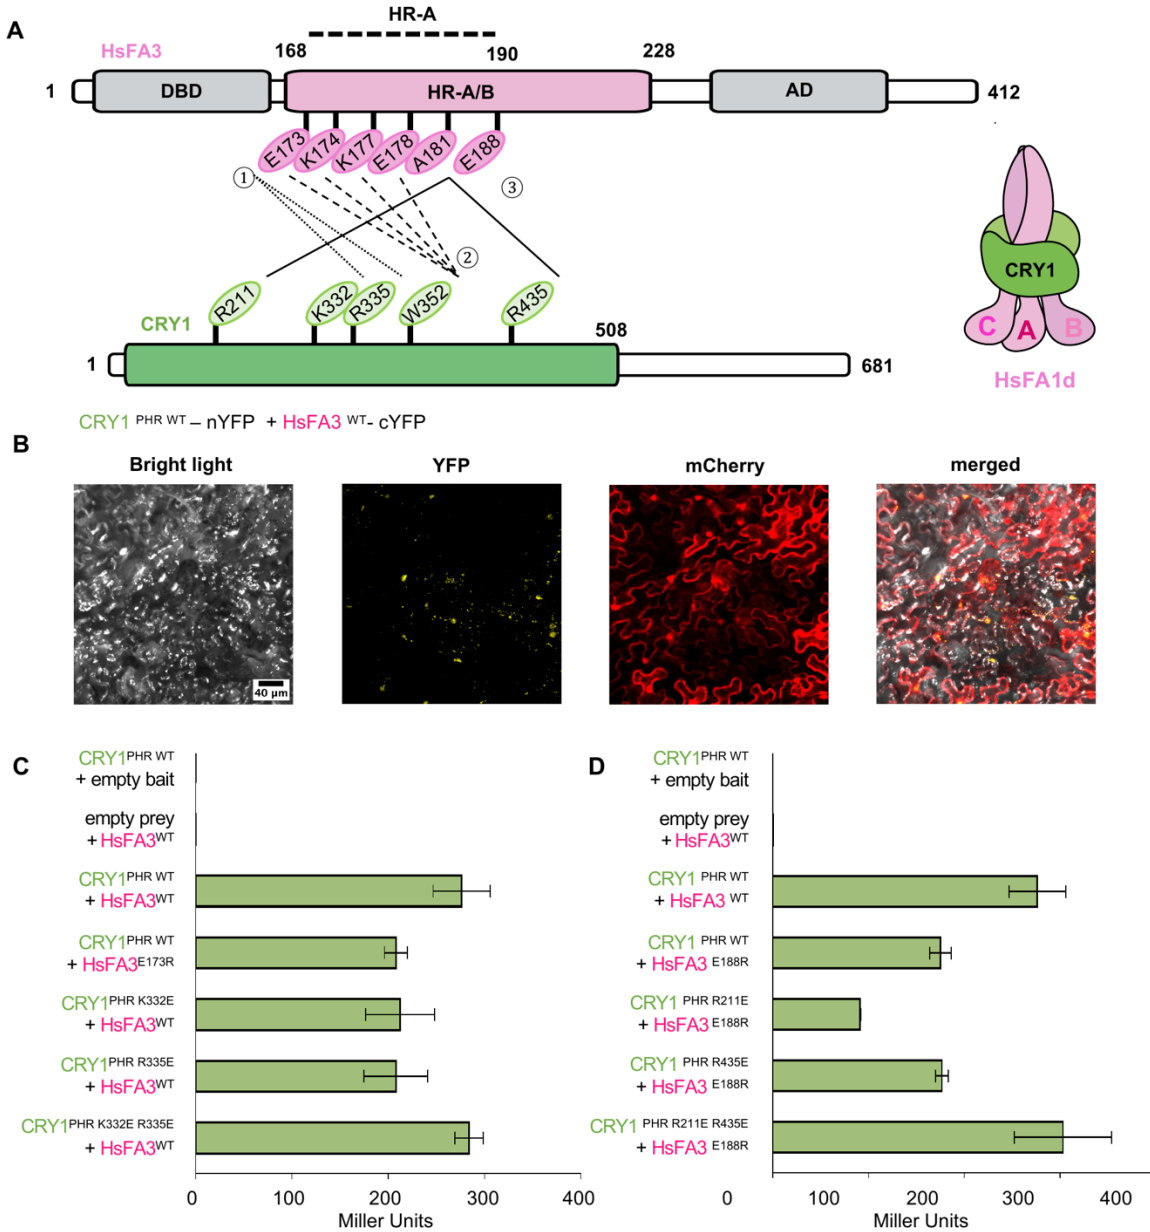 A
HR-A
HsFA3
168
190
228
1
DBD
HR-A/B
AD
412
E173
K174
K177
E178
A181
E188
①
③
②
R211
K332
R335
W352
R435
CRY1
508
1
681
CRY1
C
A
B
HsFA1d
CRY1 PHR WT – nYFP + HsFA3 WT- cYFP
B
Bright light
YFP
mCherry
merged
40 µm
C
CRY1PHR WT
+ empty bait
empty prey
+ HsFA3WT
CRY1PHR WT
+ HsFA3WT
CRY1PHR WT
+ HsFA3E173R
CRY1PHR K332E
+ HsFA3WT
CRY1PHR R335E
+ HsFA3WT
CRY1PHR K332E R335E
+ HsFA3WT
0 100 200 300 400
Miller Units
D
CRY1PHR WT
+ empty bait
empty prey
+ HsFA3WT
CRY1 PHR WT
+ HsFA3 WT
CRY1 PHR WT
+ HsFA3 E188R
CRY1 PHR R211E
+ HsFA3 E188R
CRY1 PHR R435E
+ HsFA3 E188R
CRY1 PHR R211E R435E
+ HsFA3 E188R
0 100 200 300 400
Miller Units